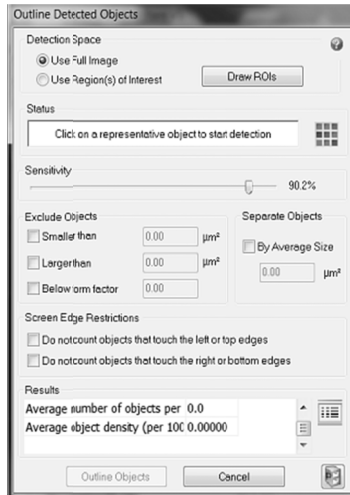 Outline Detected Objects
Detection Space
Use Full Image
Use Region(s) of Interest
Draw ROIs
Status
Click on a representative object to start detection
Sensitivity
90.2%
Exclude Objects
Separate Objects
Smaller than 0.00 µm²
By Average Size
Larger than 0.00 µm²
0.00 µm²
Below form factor 0.00
Screen Edge Restrictions
Do not count objects that touch the left or top edges
Do not count objects that touch the right or bottom edges
Results
Average number of objects per 0.0
Average object density (per 100 0.00000
Outline Objects
Cancel